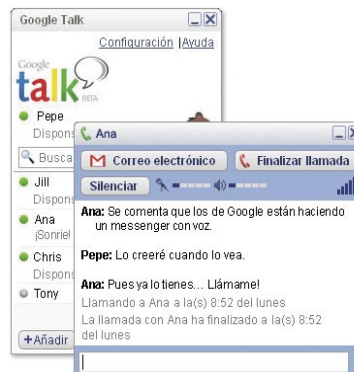 Google Talk
Configuración | Ayuda
Google
talk
BETA
Pepe
Dispon
Busca
Jill
Dispon
Ana
¡Sonríe!
Chris
Dispon
Tony
+Añadir
Ana
Correo electrónico
Finalizar llamada
Silenciar
Ana: Se comenta que los de Google están haciendo
un messenger con voz.
Pepe: Lo creeré cuando lo vea.
Ana: Pues ya lo tienes... Llámame!
Llamando a Ana a la(s) 8:52
del lunes
La llamada con Ana ha finalizado a la(s) 8:52
del lunes